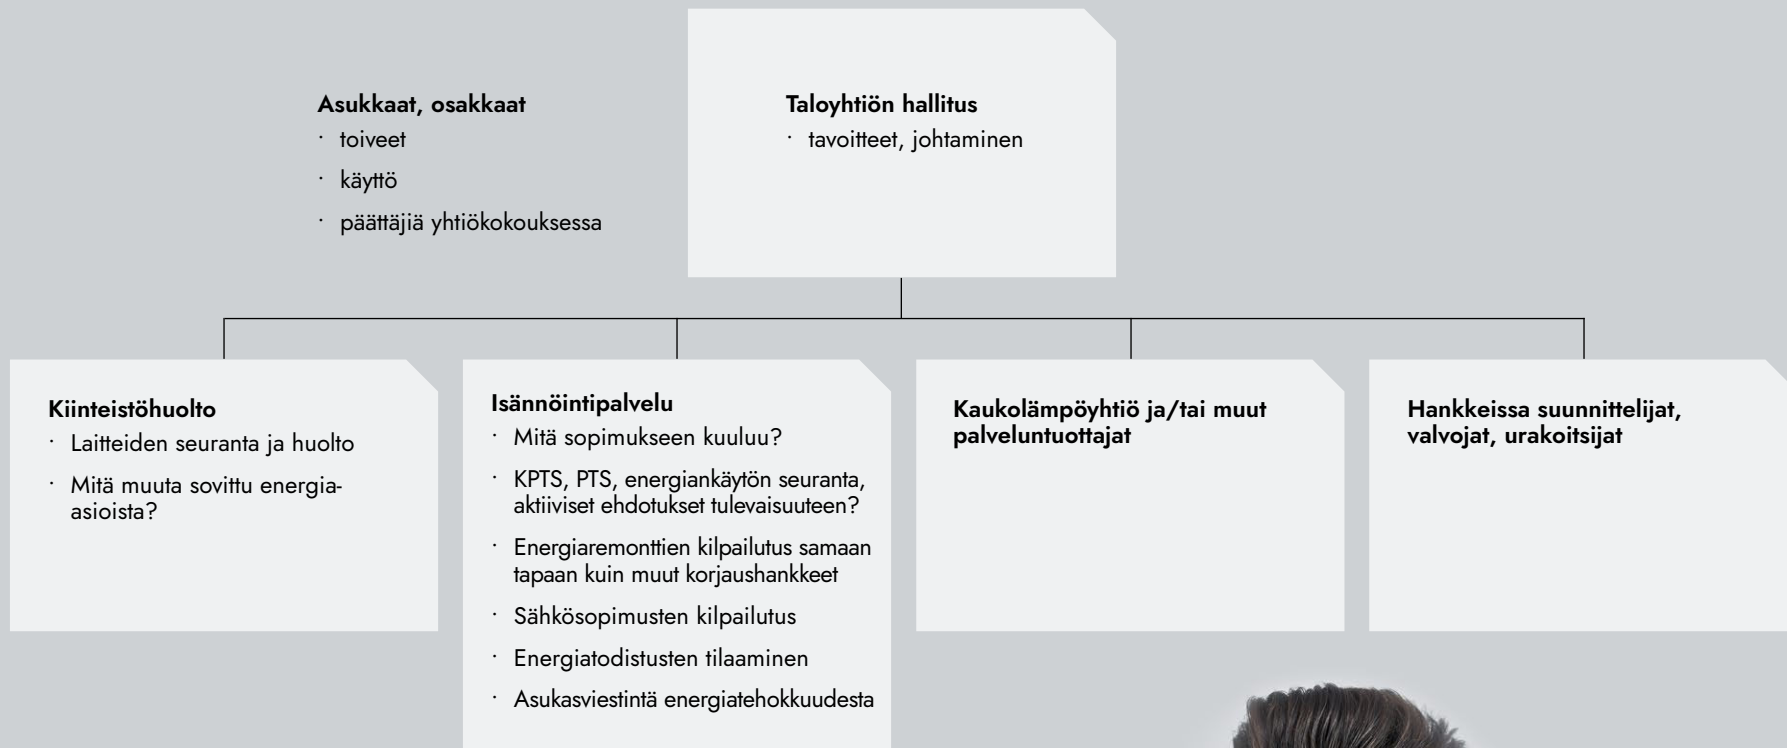 Asukkaat, osakkaat
· toiveet
· käyttö
· päättäjiä yhtiökokouksessa
Taloyhtiön hallitus
· tavoitteet, johtaminen
Kiinteistöhuolto
· Laitteiden seuranta ja huolto
· Mitä muuta sovittu energia-
asioista?
Isännöintipalvelu
· Mitä sopimukseen kuuluu?
· KPTS, PTS, energiankäytön seuranta,
aktiiviset ehdotukset tulevaisuuteen?
· Energiaremonttien kilpailutus samaan
tapaan kuin muut korjaushankkeet
· Sähkösopimusten kilpailutus
· Energiatodistusten tilaaminen
· Asukasviestintä energiatehokkuudesta
Kaukolämpöyhtiö ja/tai muut
palveluntuottajat
Hankkeissa suunnittelijat,
valvojat, urakoitsijat